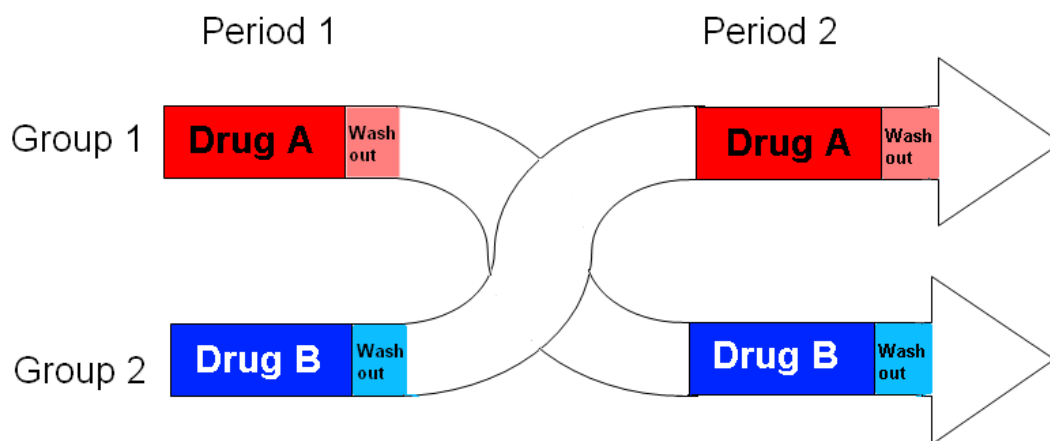 Period 1
Period 2
Group 1
Drug A
Wash
out
Drug A
Wash
out
Group 2
Drug B
Wash
out
Drug B
Wash
out